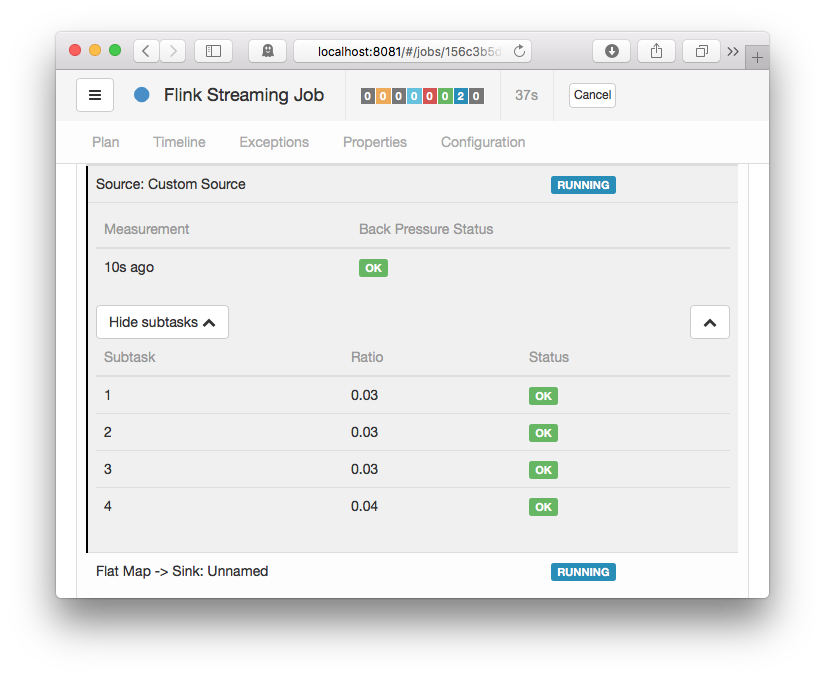 localhost:8081/#/jobs/156c3b5d
Flink Streaming Job 0 0 0 0 0 0 2 0 37s Cancel
Plan Timeline Exceptions Properties Configuration
Source: Custom Source RUNNING
Measurement Back Pressure Status
10s ago OK
Hide subtasks
Subtask Ratio Status
1 0.03 OK
2 0.03 OK
3 0.03 OK
4 0.04 OK
Flat Map -> Sink: Unnamed RUNNING